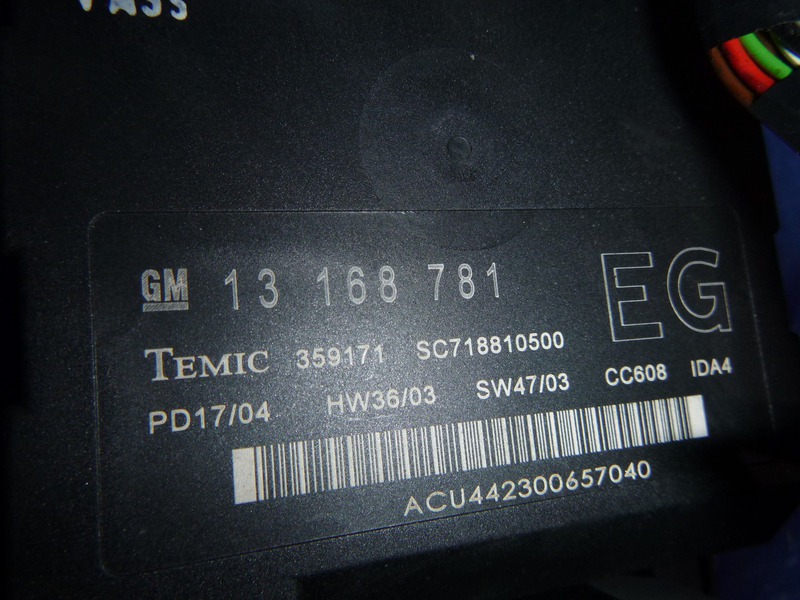 GM 13 168 781 EG
TEMIC 359171 SC718810500
PD17/04 HW36/03 SW47/03 CC608 IDA4
ACU442300657040